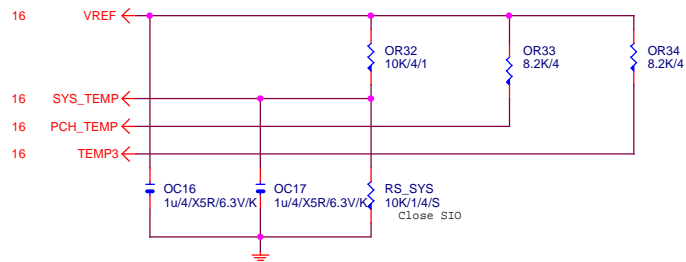 16 VREF
OR32
10K/4/1
OR33
8.2K/4
OR34
8.2K/4
16 SYS_TEMP
16 PCH_TEMP
16 TEMP3
OC16
1u/4/X5R/6.3V/K
OC17
1u/4/X5R/6.3V/K
RS_SYS
10K/1/4/S
Close SIO